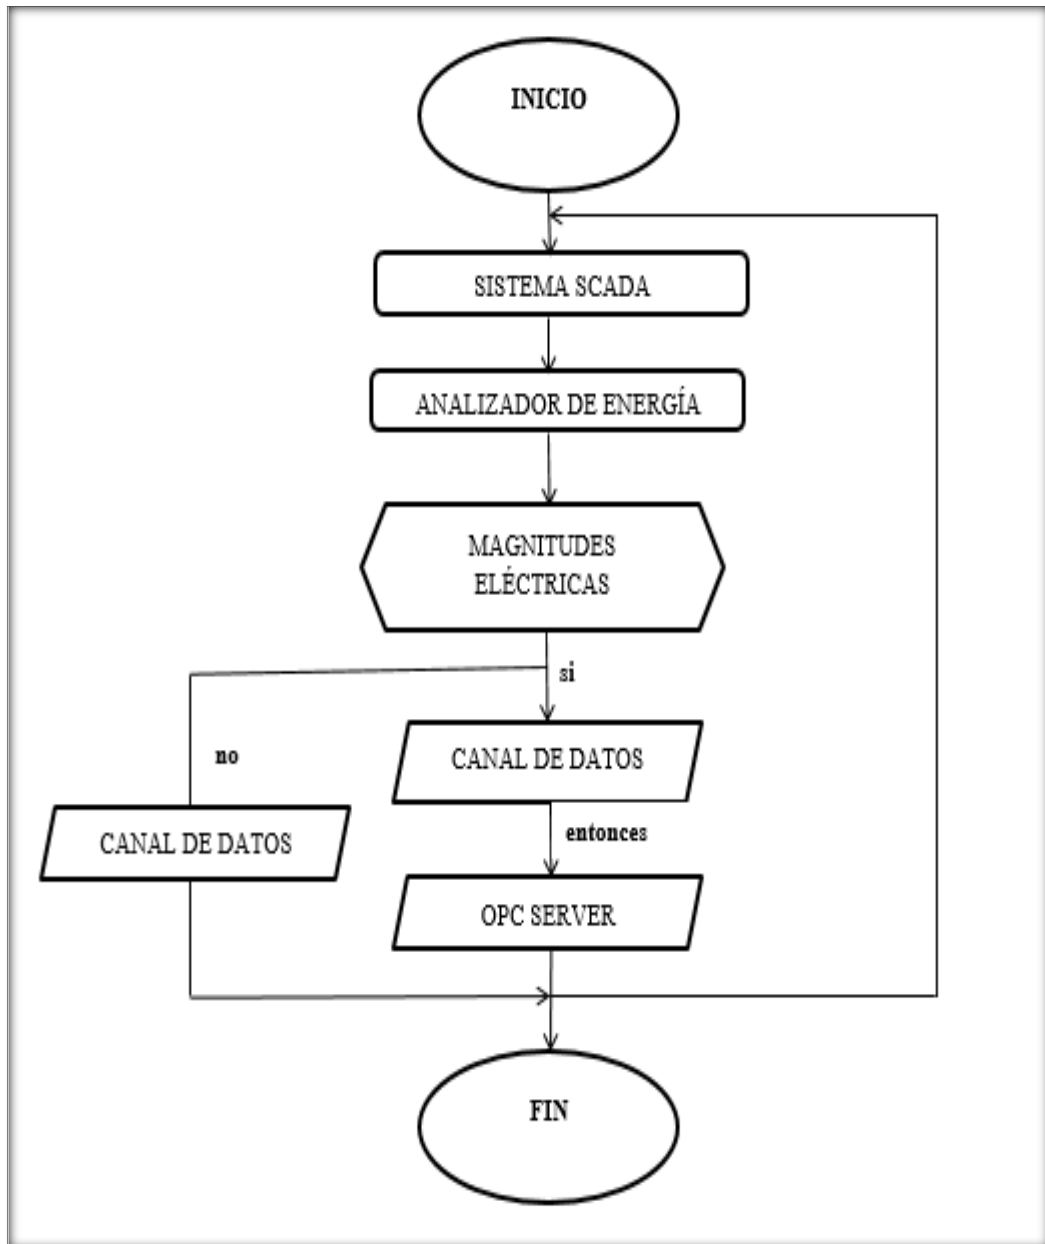 INICIO
SISTEMA SCADA
ANALIZADOR DE ENERGÍA
MAGNITUDES
ELÉCTRICAS
si
no
CANAL DE DATOS
entonces
CANAL DE DATOS
OPC SERVER
FIN